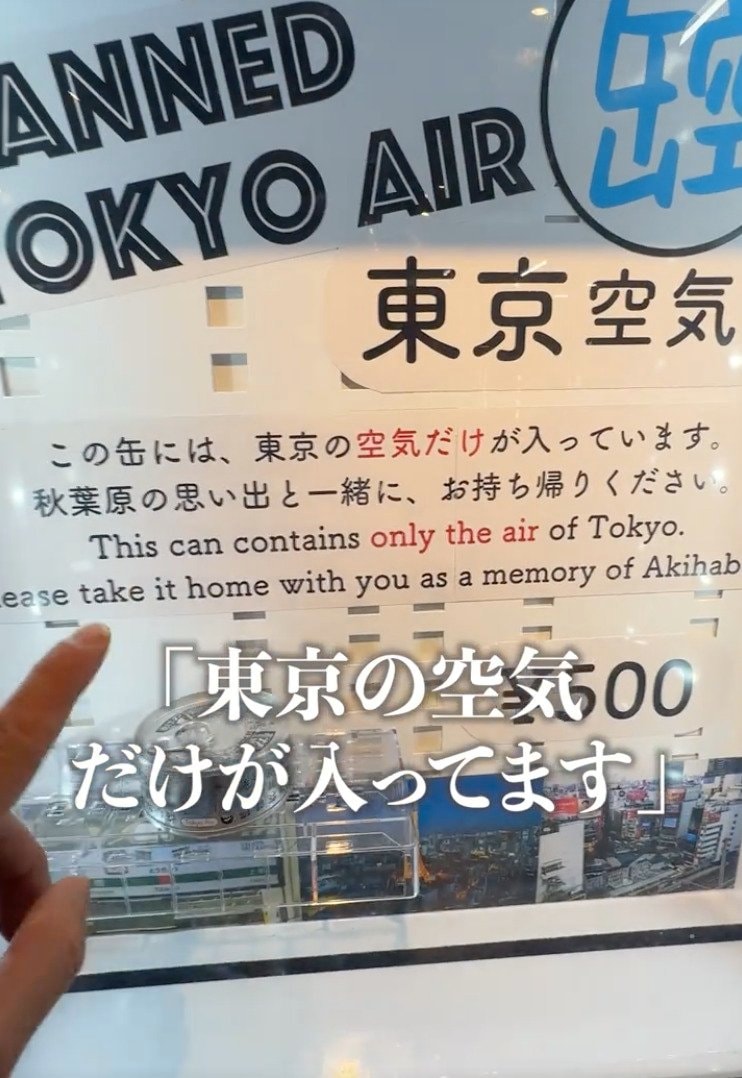 ANNED
TOKYO AIR
缶空
東京空気
この缶には、東京の空気だけが入っています。
秋葉原の思い出と一緒に、お持ち帰りください。
This can contains only the air of Tokyo.
ease take it home with you as a memory of Akihab
¥500
「東京の空気
だけが入ってます」